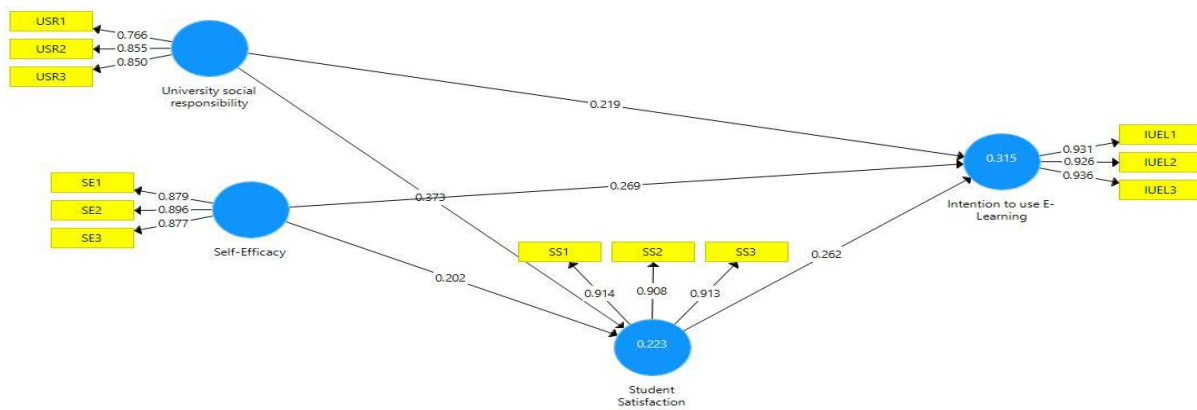 USR1
0.766
USR2
0.855
USR3
0.850
University social
responsibility
0.219
IUEL1
0.931
0.315
0.926
IUEL2
0.936
IUEL3
Intention to use E-
Learning
SE1
0.879
SE2
0.896
SE3
0.877
Self-Efficacy
0.269
0.373
0.202
SS1
SS2
SS3
0.914
0.908
0.913
0.262
0.223
Student
Satisfaction